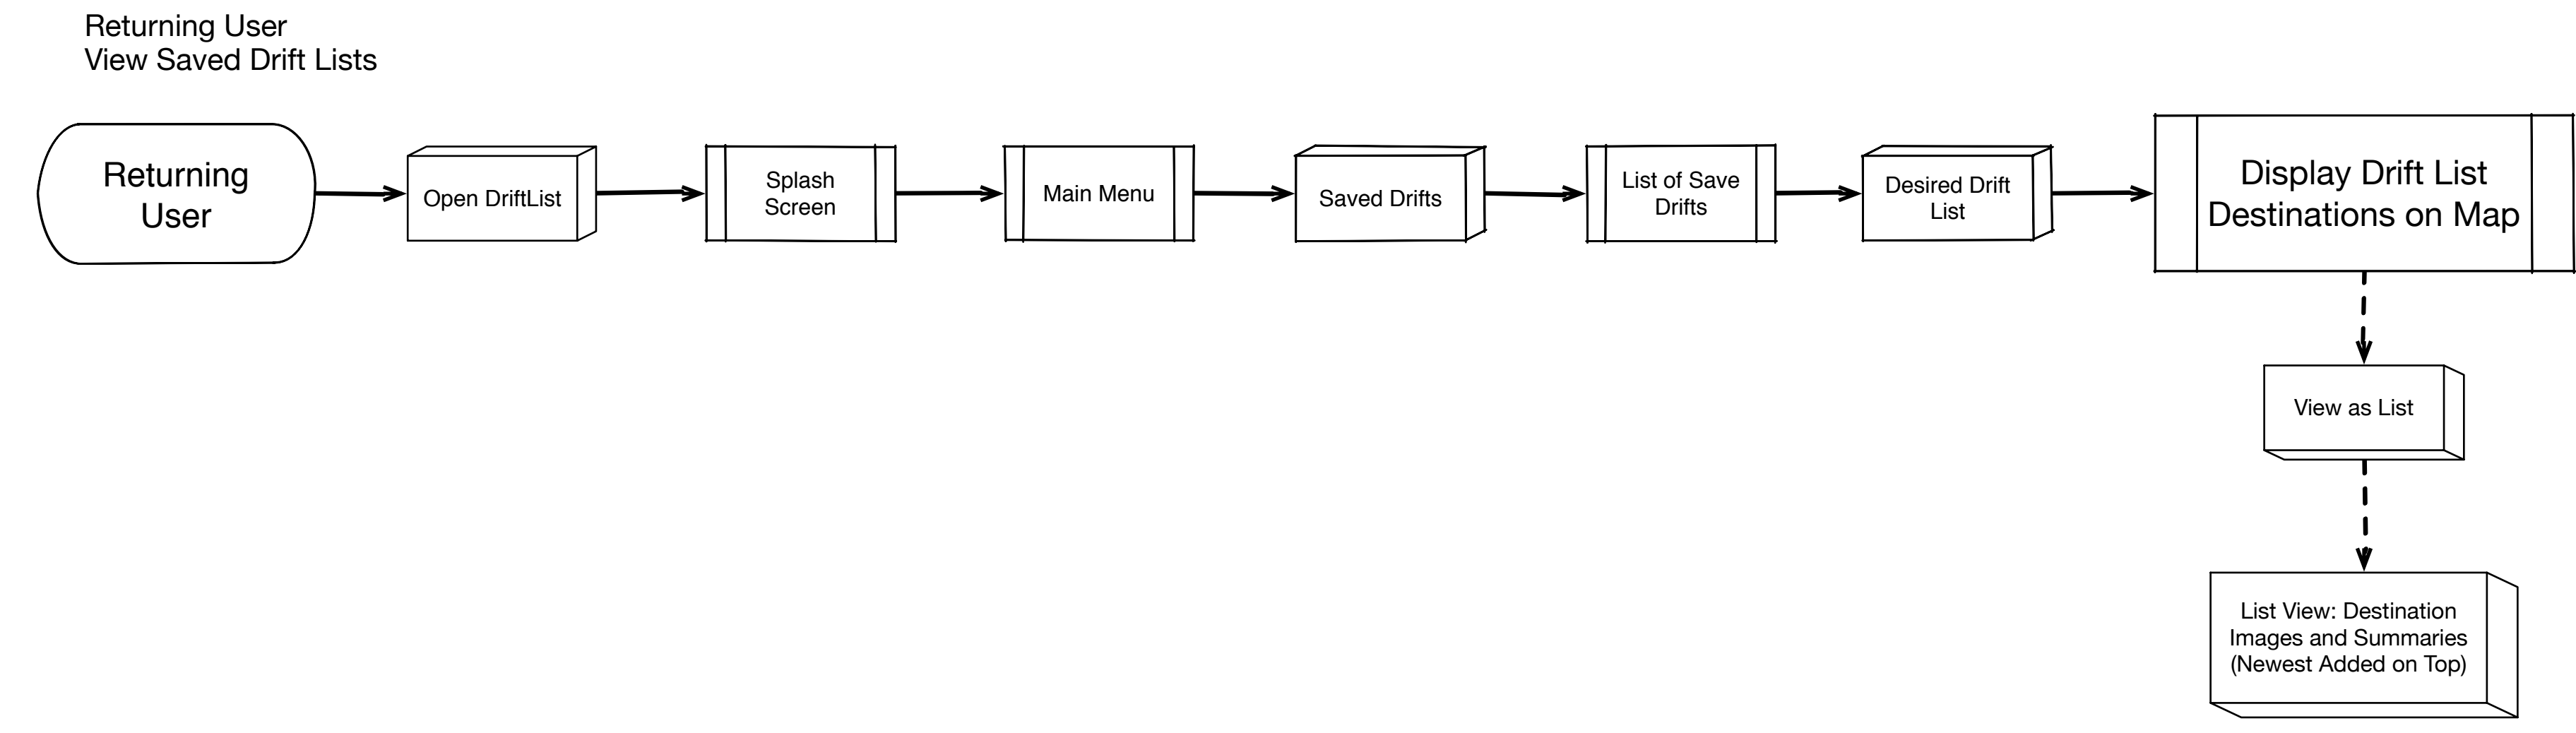 Returning User
View Saved Drift Lists
Returning
User
Open DriftList
Splash
Screen
Main Menu
Saved Drifts
List of Save
Drifts
Desired Drift
List
Display Drift List
Destinations on Map
View as List
List View: Destination
Images and Summaries
(Newest Added on Top)